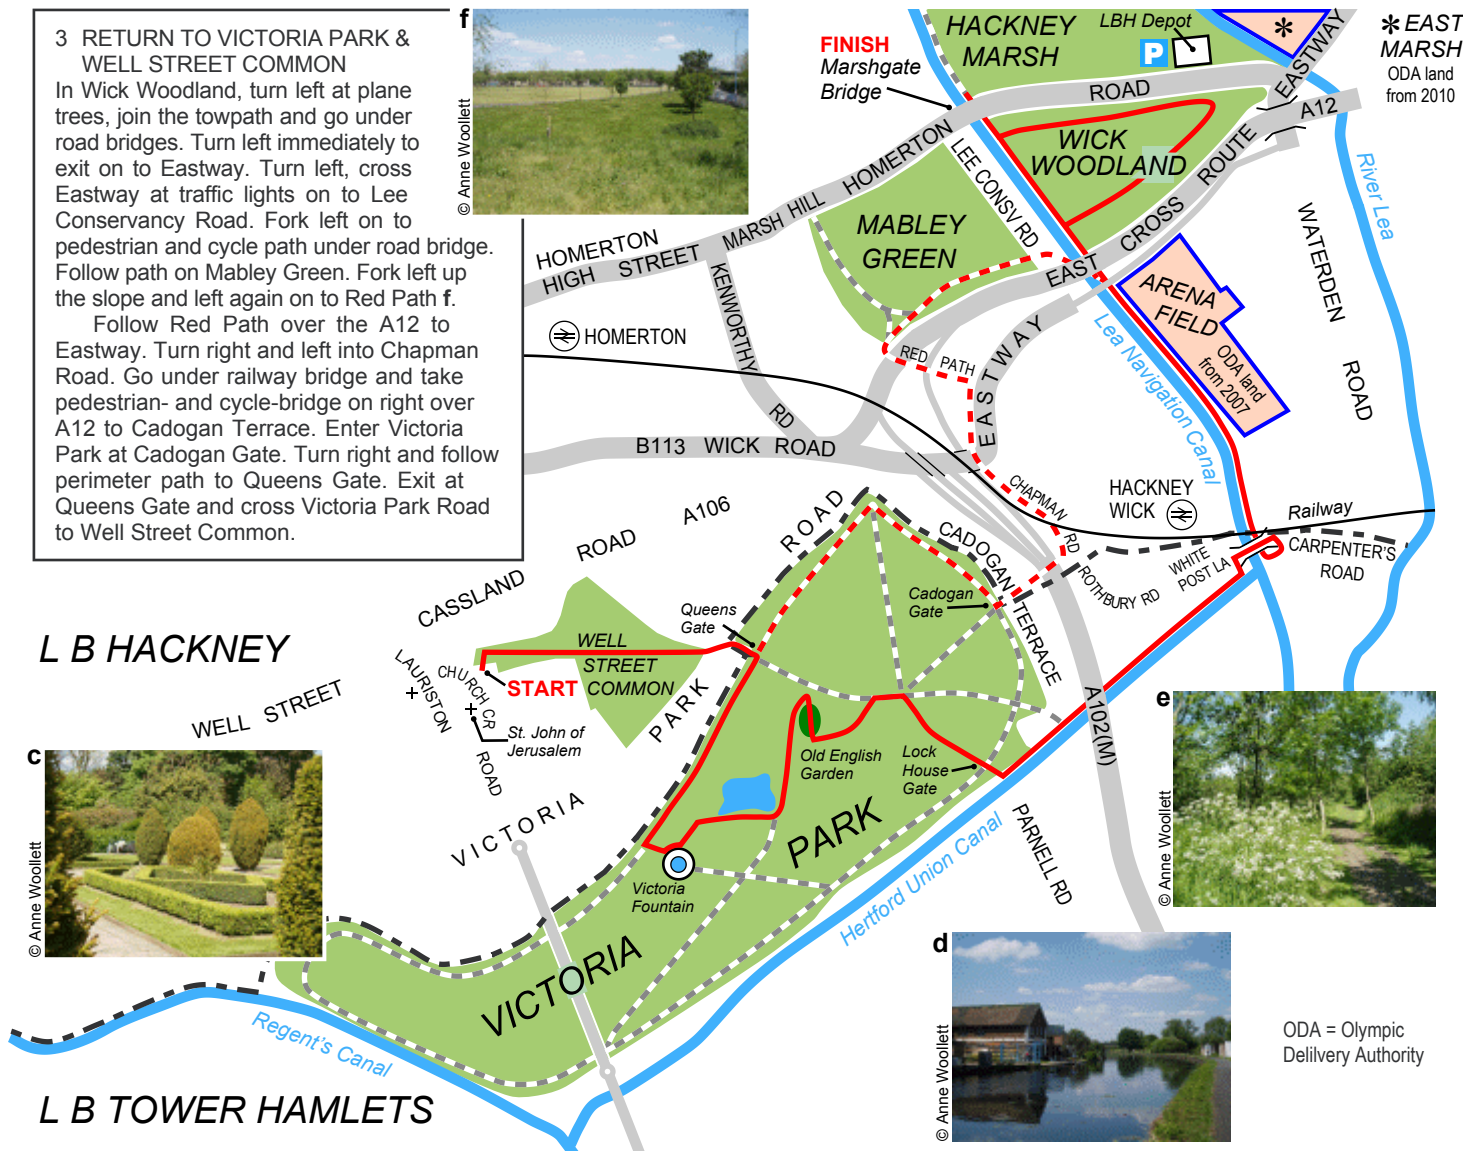 3 RETURN TO VICTORIA PARK &
WELL STREET COMMON
In Wick Woodland, turn left at plane
trees, join the towpath and go under
road bridges. Turn left immediately to
exit on to Eastway. Turn left, cross
Eastway at traffic lights on to Lee
Conservancy Road. Fork left on to
pedestrian and cycle path under road bridge.
Follow path on Mabley Green. Fork left up
the slope and left again on to Red Path f.
Follow Red Path over the A12 to
Eastway. Turn right and left into Chapman
Road. Go under railway bridge and take
pedestrian- and cycle-bridge on right over
A12 to Cadogan Terrace. Enter Victoria
Park at Cadogan Gate. Turn right and follow
perimeter path to Queens Gate. Exit at
Queens Gate and cross Victoria Park Road
to Well Street Common.
f
© Anne Woollett
HACKNEY
MARSH
LBH Depot
P
*
EASTWAY
* EAST
MARSH
ODA land
from 2010
FINISH
Marshgate
Bridge
HOMERTON
ROAD
A12
WICK
WOODLAND
LEE CONSV RD
EAST
CROSS
ROUTE
River Lea
MARSH HILL
MABLEY
GREEN
HOMERTON
HIGH STREET
KENWORTHY
RD
HOMERTON
WATERDEN
ROAD
ARENA
FIELD
ODA land
from 2007
Lea Navigation Canal
EASTWAY
RED PATH
B113 WICK ROAD
CHAPMAN
RD
HACKNEY
WICK
Railway
CARPENTER'S
ROAD
WHITE
POST LA
ROTHBURY RD
A106
CASSLAND
ROAD
CADOGAN
TERRACE
Cadogan
Gate
Queens
Gate
L B HACKNEY
WELL
STREET
COMMON
START
CHURCH CR
LAURISTON
ROAD
St. John of
Jerusalem
WELL STREET
VICTORIA
PARK
ROAD
A102(M)
Old English
Garden
Lock
House
Gate
PARNELL RD
Hertford Union Canal
VICTORIA
PARK
Victoria
Fountain
c
© Anne Woollett
e
© Anne Woollett
d
© Anne Woollett
Regent's Canal
L B TOWER HAMLETS
ODA = Olympic
Delilvery Authority